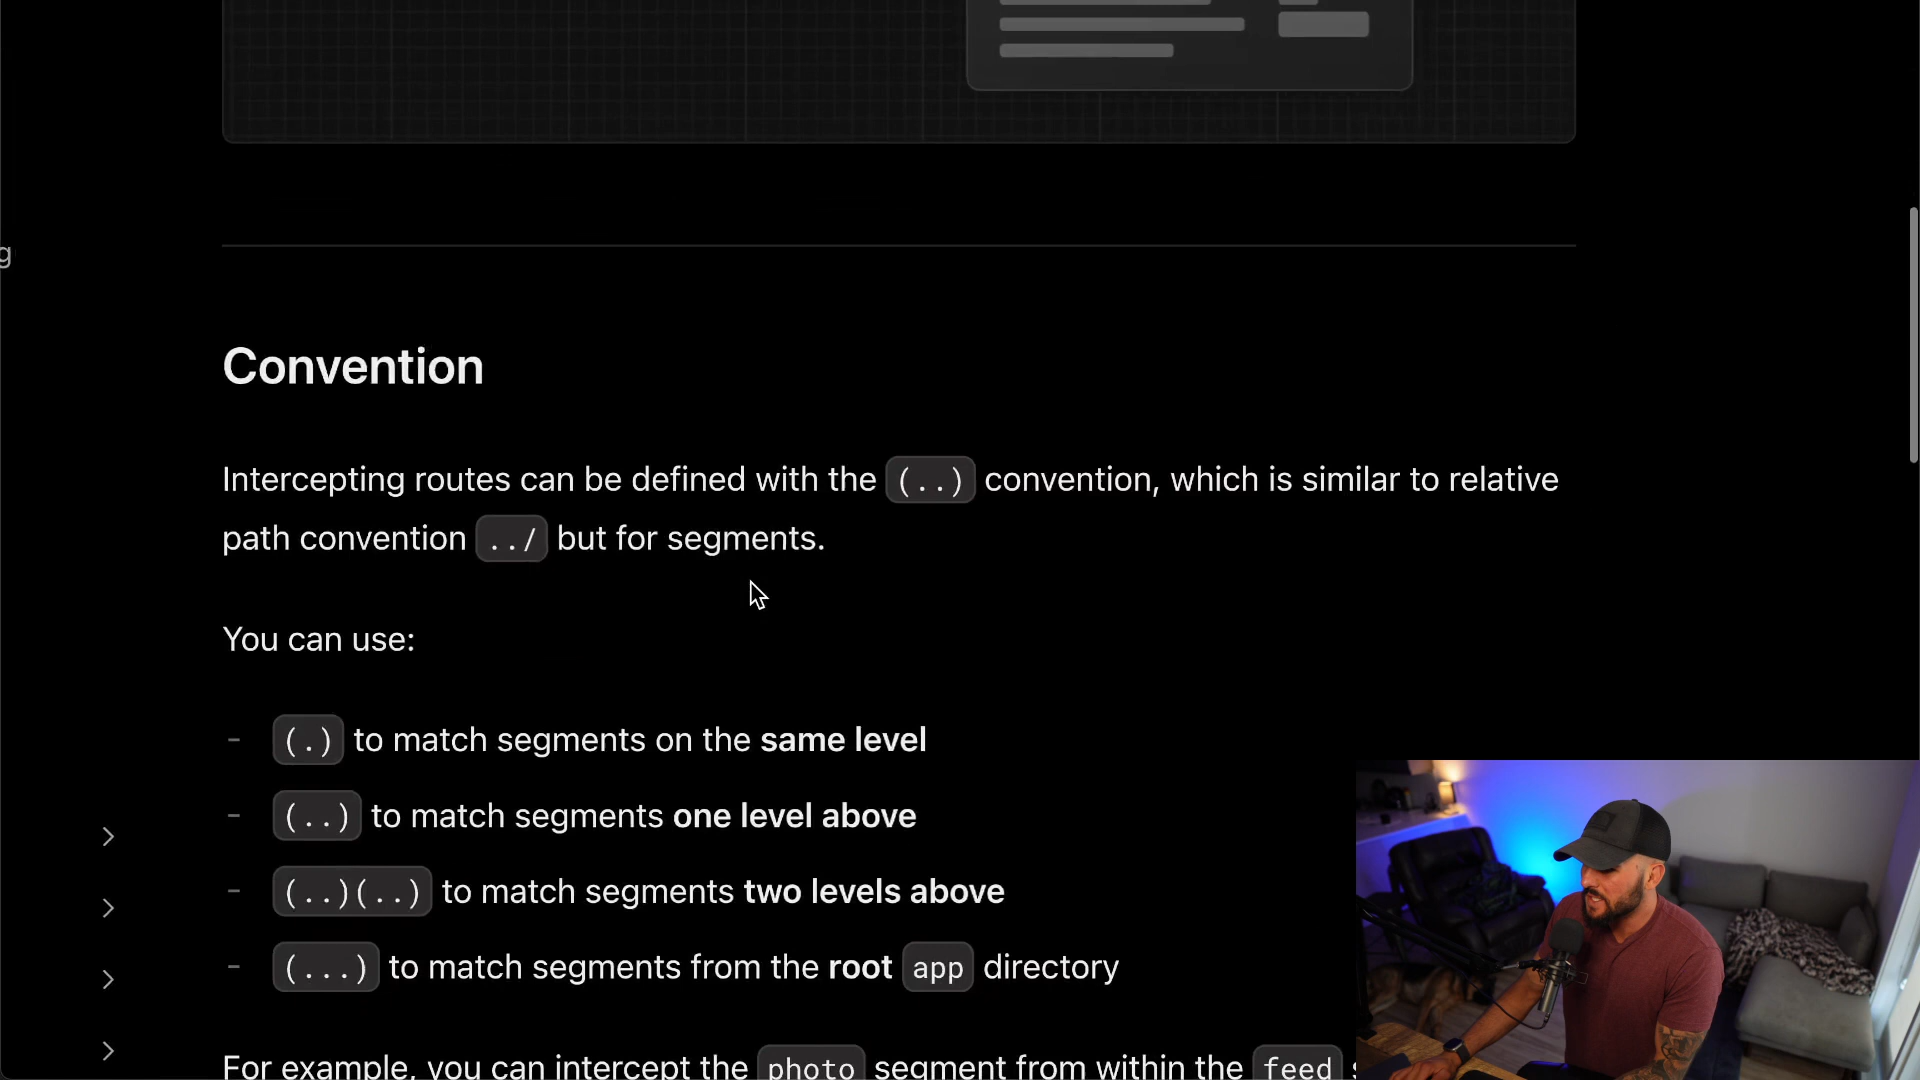 g
Convention
Intercepting routes can be defined with the (..) convention, which is similar to relative
path convention ../ but for segments.
You can use:
- (.) to match segments on the same level
- (..) to match segments one level above
- (..)(..) to match segments two levels above
- (...) to match segments from the root app directory
For example, you can intercept the photo segment from within the feed s